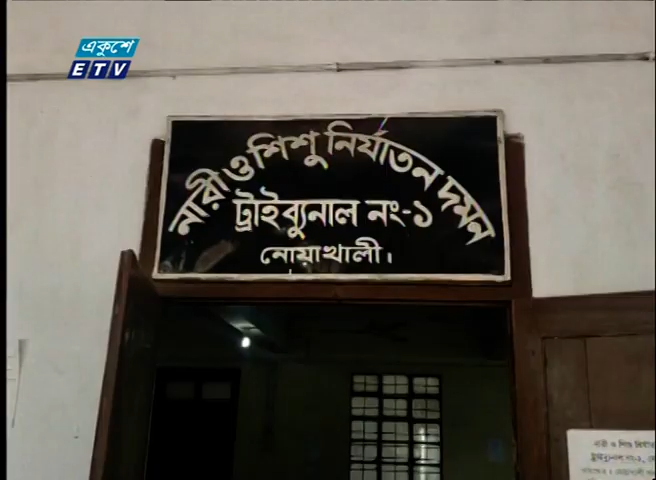 একুশে
ETV
নারী ও শিশু নির্যাতন দমন
ট্রাইব্যুনাল নং-১
নোয়াখালী।
নারী ও শিশু নির্যা